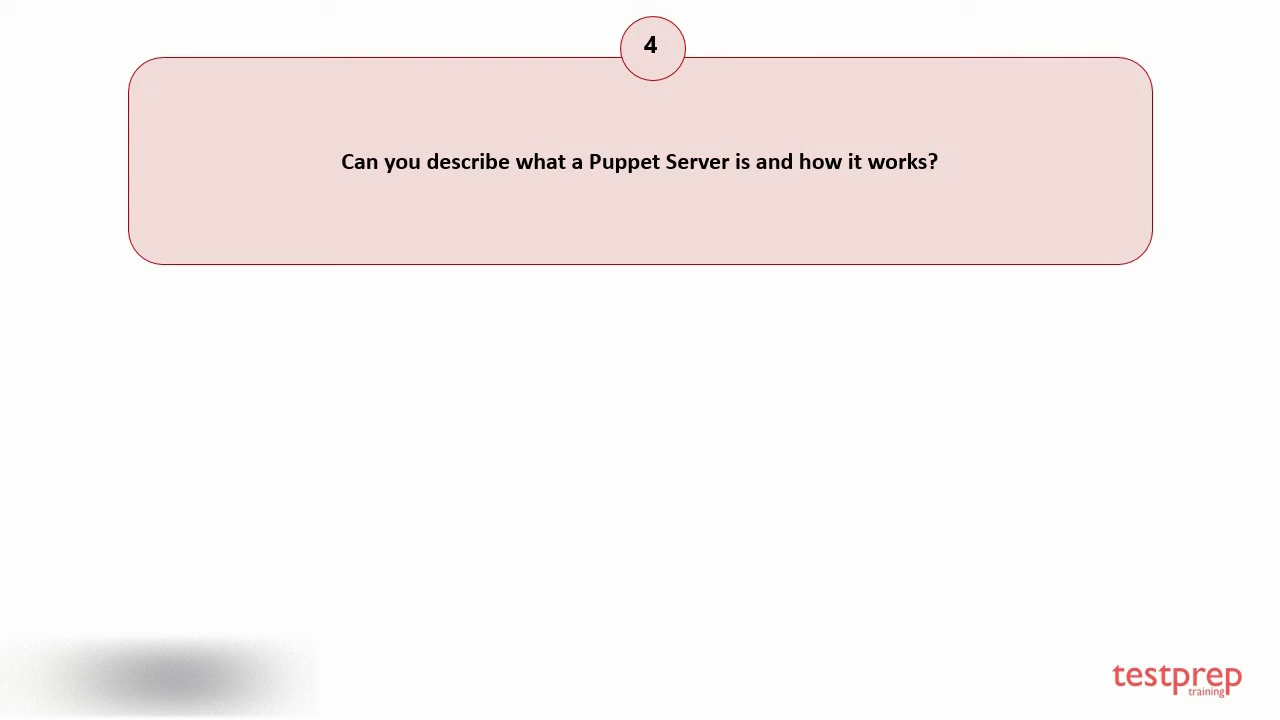 4
Can you describe what a Puppet Server is and how it works?
testprep
training